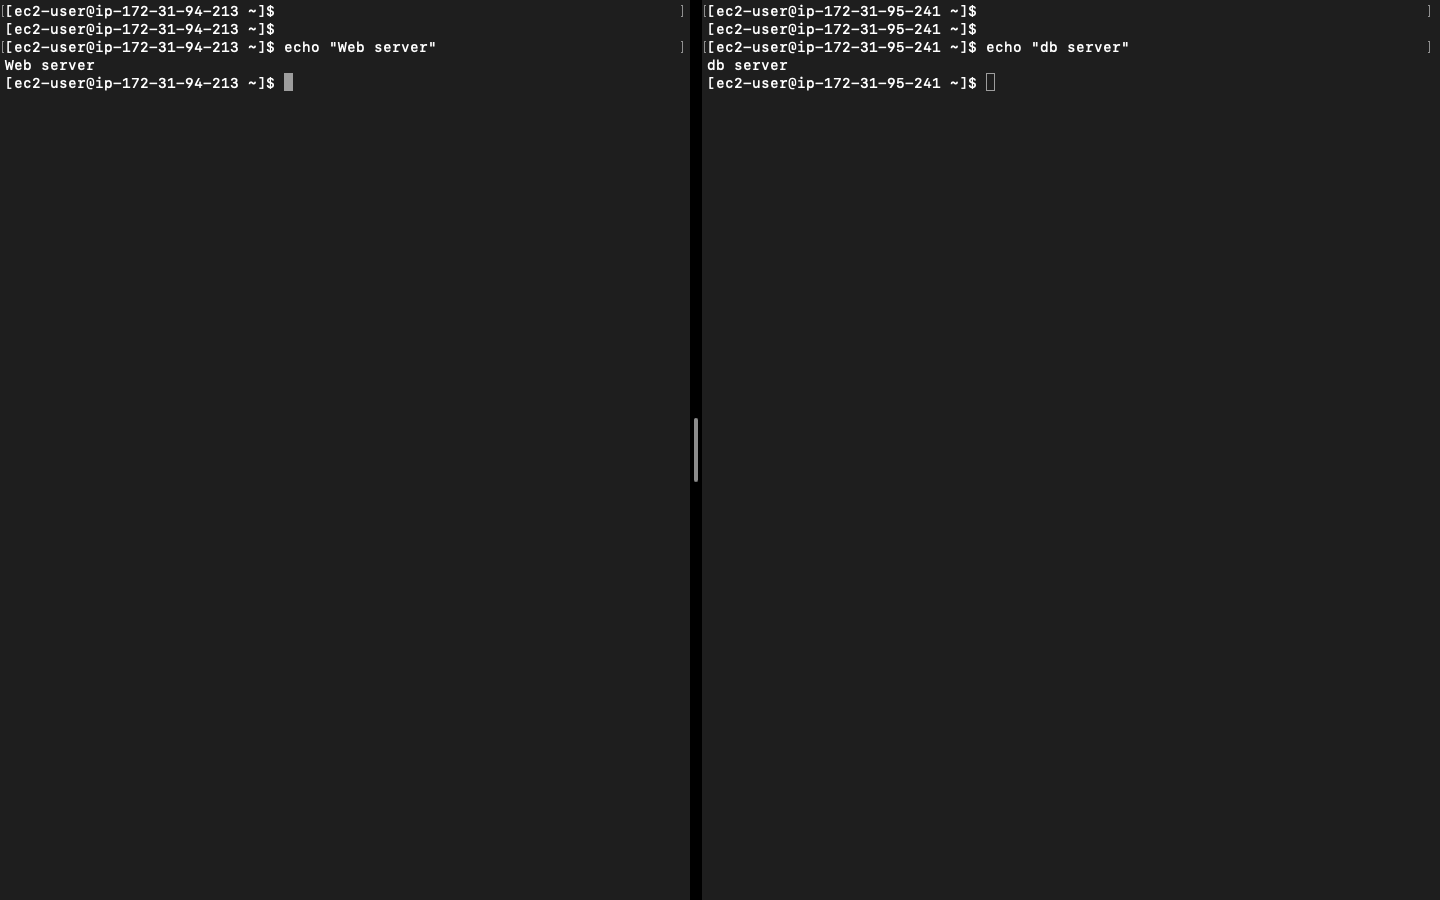 [ec2-user@ip-172-31-94-213 ~]$
[ec2-user@ip-172-31-94-213 ~]$
[ec2-user@ip-172-31-94-213 ~]$ echo "Web server"
Web server
[ec2-user@ip-172-31-94-213 ~]$
[ec2-user@ip-172-31-95-241 ~]$
[ec2-user@ip-172-31-95-241 ~]$
[ec2-user@ip-172-31-95-241 ~]$ echo "db server"
db server
[ec2-user@ip-172-31-95-241 ~]$